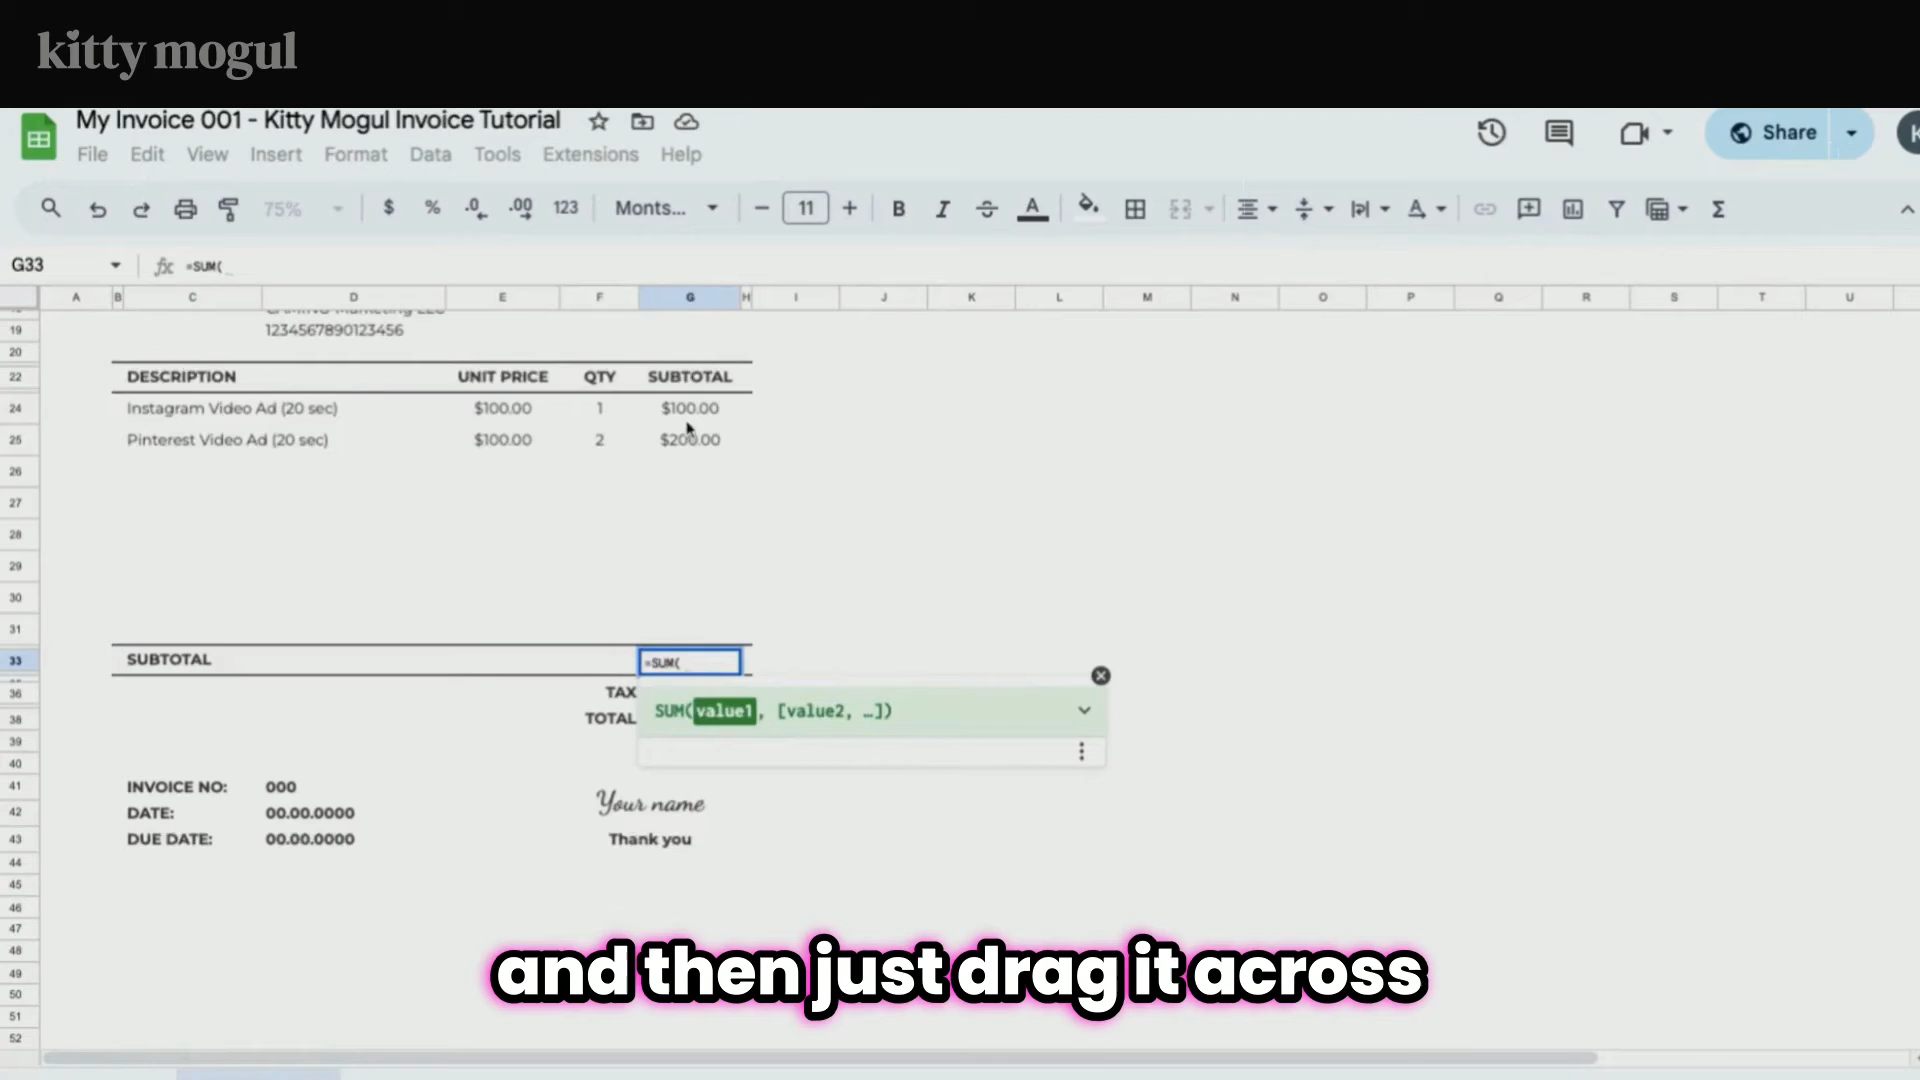 kitty mogul
My Invoice 001 - Kitty Mogul Invoice Tutorial
File Edit View Insert Format Data Tools Extensions Help
Share
75% $ % .0 .00 123 Monts... 11 B I A
G33 fx =SUM(
A B C D E F G H I J K L M N O P Q R S T U
19 1234567890123456
20
22 DESCRIPTION UNIT PRICE QTY SUBTOTAL
24 Instagram Video Ad (20 sec) $100.00 1 $100.00
25 Pinterest Video Ad (20 sec) $100.00 2 $200.00
26
27
28
29
30
31
33 SUBTOTAL =SUM(
36 TAX
SUM(value1, [value2, …])
38 TOTAL
39
40
41 INVOICE NO: 000
42 DATE: 00.00.0000 Your name
43 DUE DATE: 00.00.0000 Thank you
44
45
46
47
48
49
50
51
52
and then just drag it across